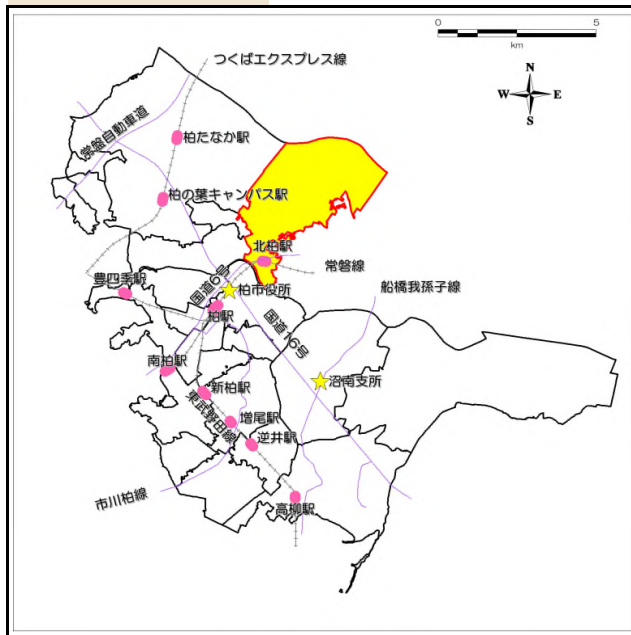 0 5
km
N
W E
S
つくばエクスプレス線
常盤自動車道
柏たなか駅
柏の葉キャンパス駅
北柏駅
常磐線
豊四季駅
国道6号
柏市役所
船橋我孫子線
柏駅
国道16号
南柏駅
沼南支所
新柏駅
東武野田線
増尾駅
逆井駅
市川柏線
高柳駅